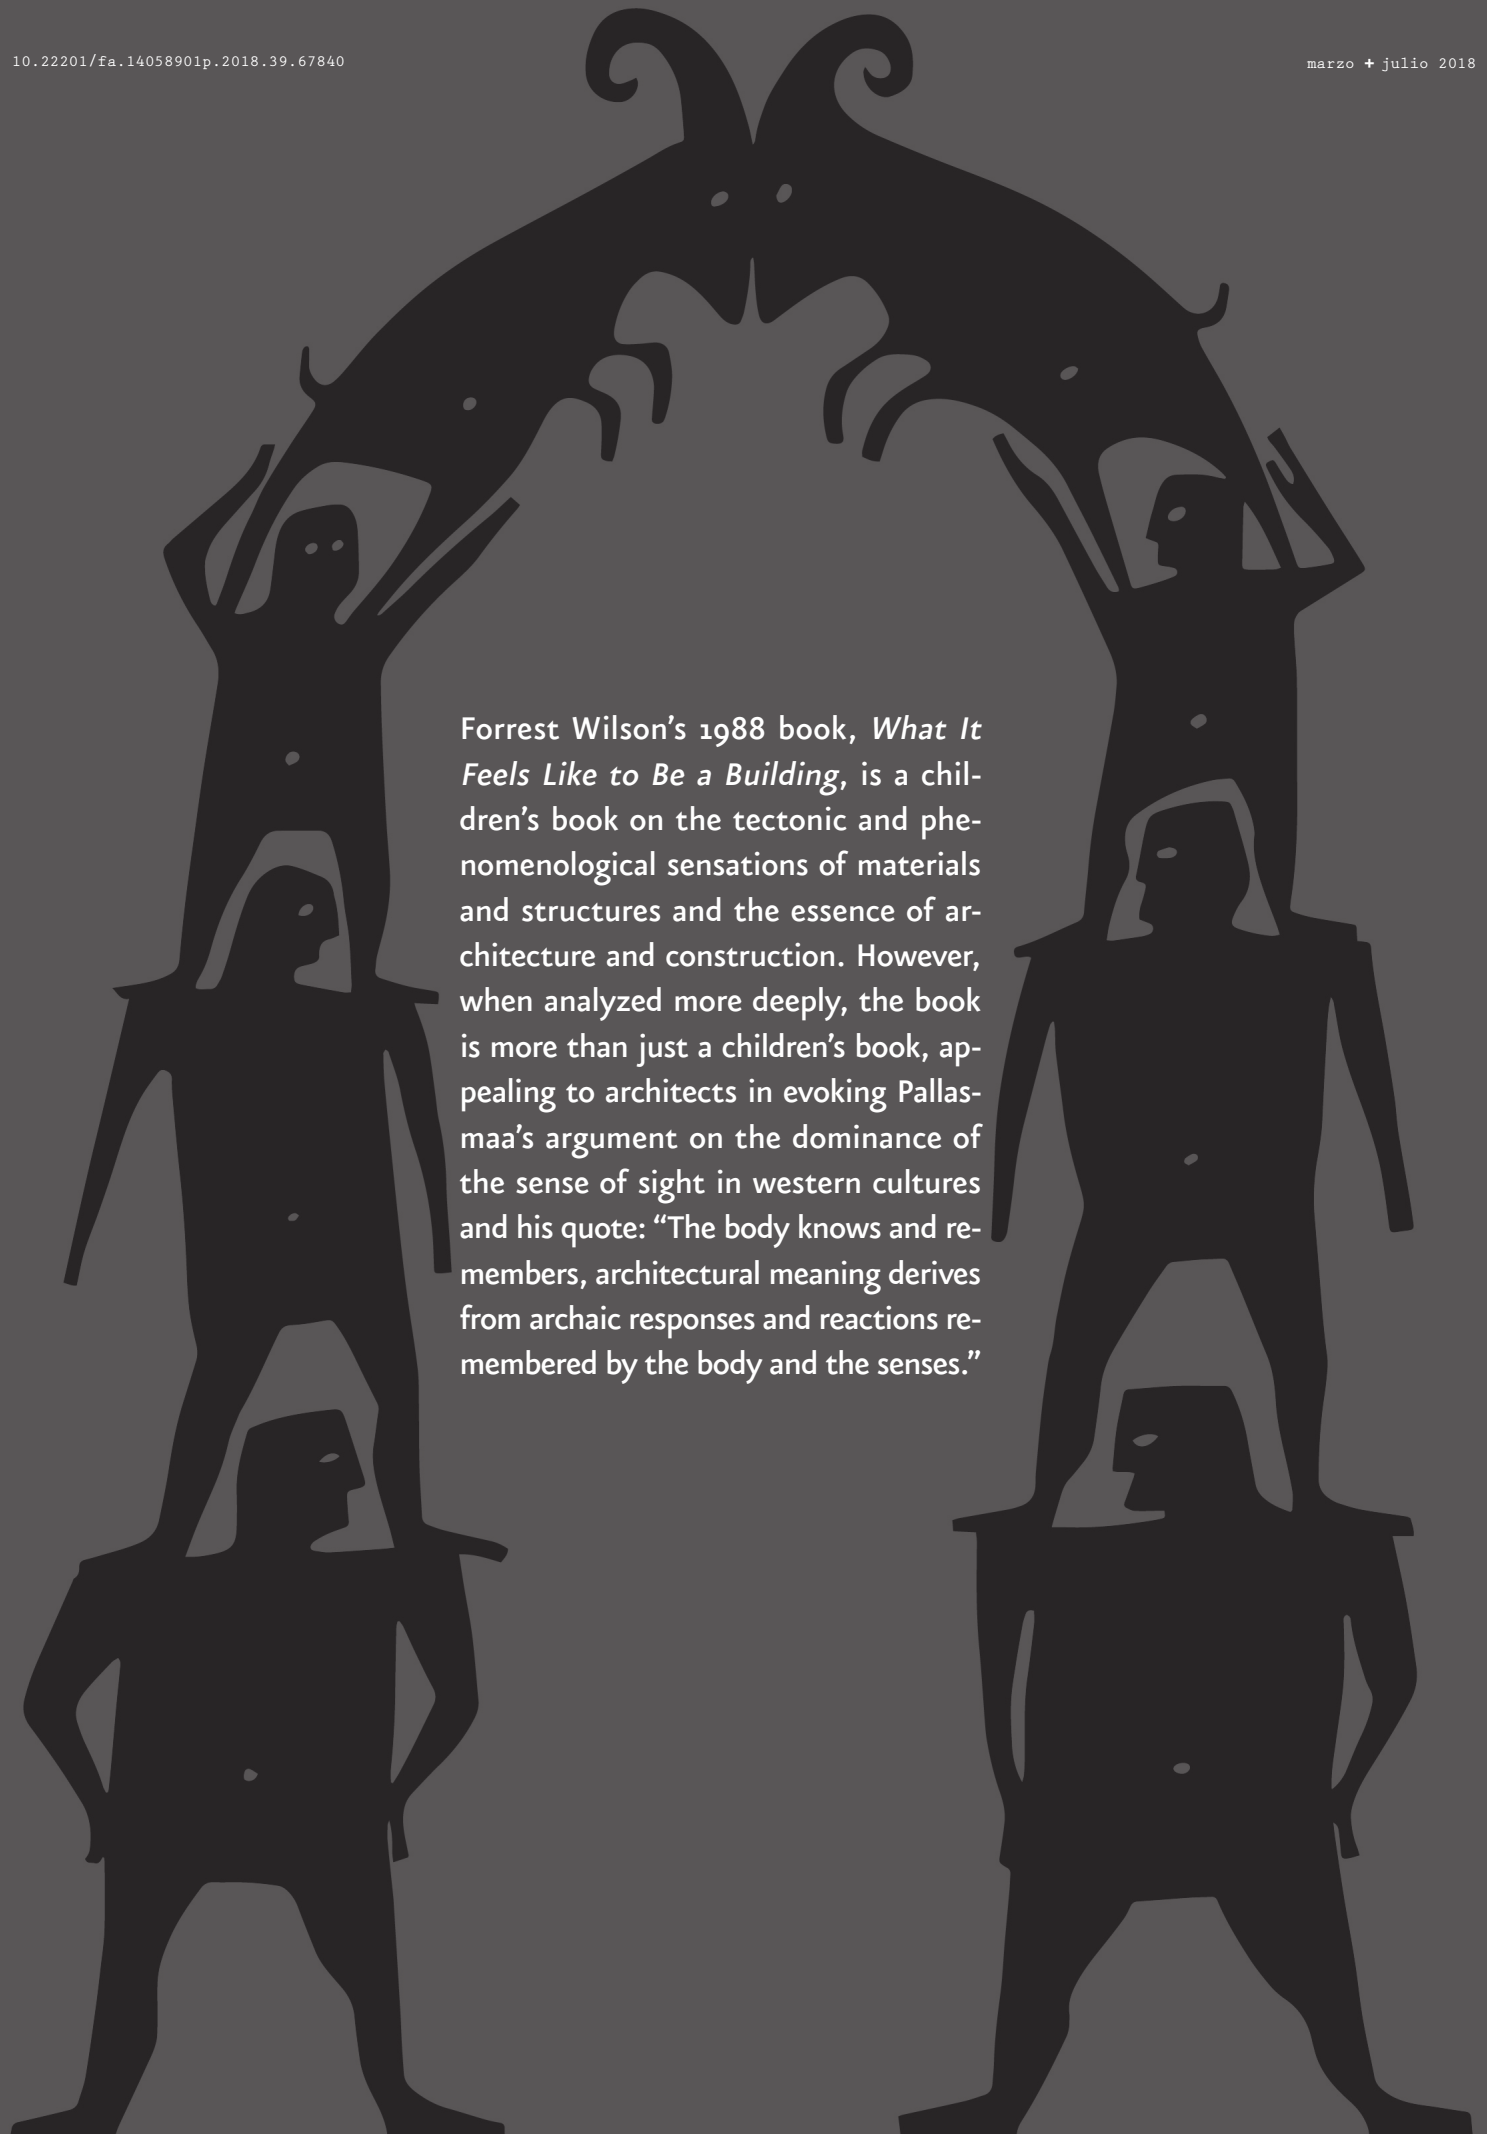 10.22201/fa.14058901p.2018.39.67840
marzo + julio 2018
Forrest Wilson’s 1988 book, What It
Feels Like to Be a Building, is a chil-
dren’s book on the tectonic and phe-
nomenological sensations of materials
and structures and the essence of ar-
chitecture and construction. However,
when analyzed more deeply, the book
is more than just a children’s book, ap-
pealing to architects in evoking Pallas-
maa’s argument on the dominance of
the sense of sight in western cultures
and his quote: “The body knows and re-
members, architectural meaning derives
from archaic responses and reactions re-
membered by the body and the senses.”